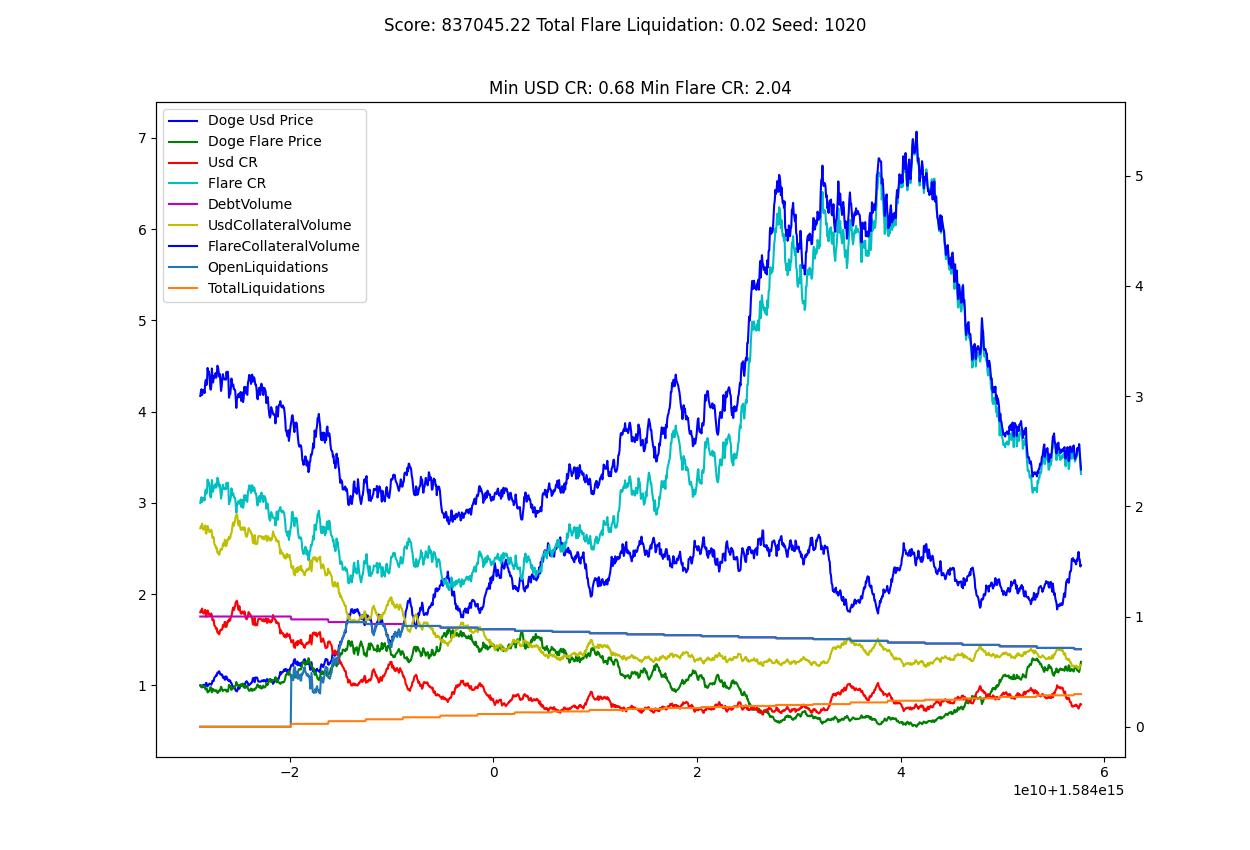 Score: 837045.22 Total Flare Liquidation: 0.02 Seed: 1020
Min USD CR: 0.68 Min Flare CR: 2.04
Doge Usd Price
Doge Flare Price
Usd CR
Flare CR
DebtVolume
UsdCollateralVolume
FlareCollateralVolume
OpenLiquidations
TotalLiquidations
7
6
5
4
3
2
1
5
4
3
2
1
0
−2
0
2
4
6
1e10+1.584e15